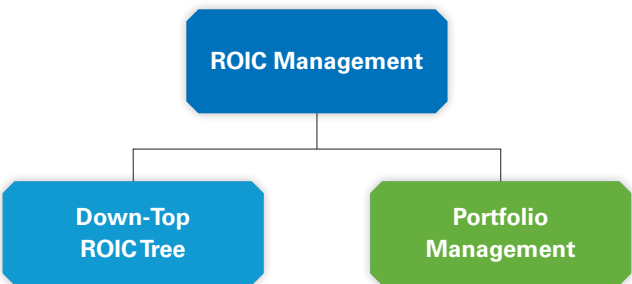 ROIC Management
Down-Top
ROIC Tree
Portfolio
Management